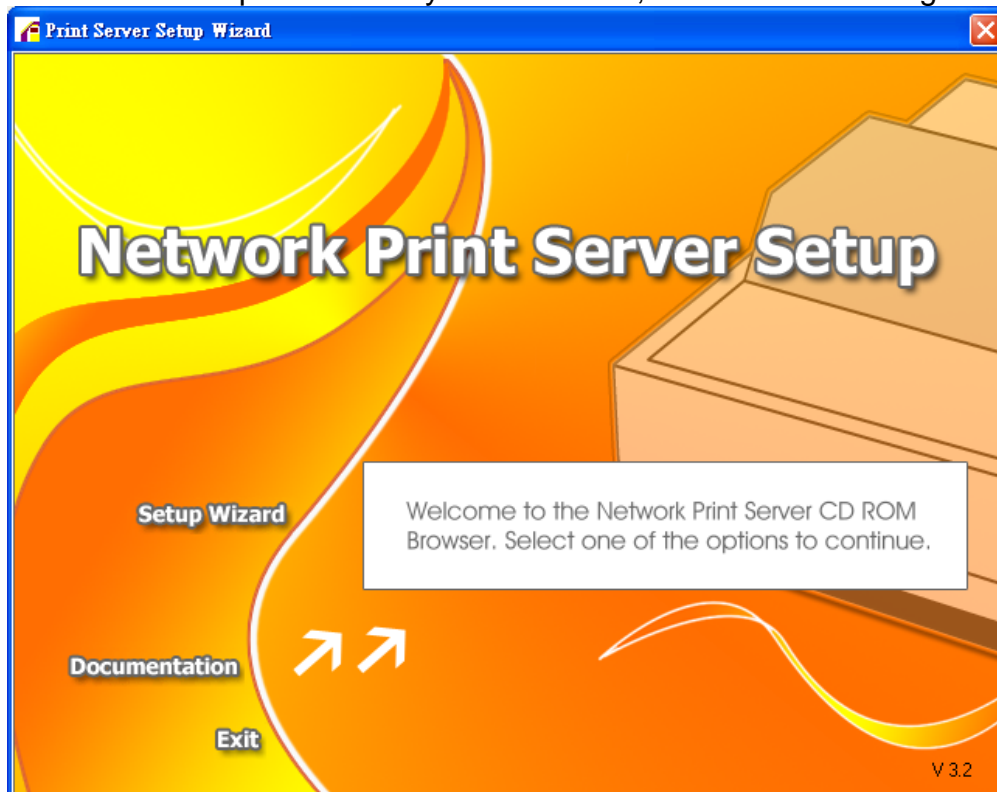 Print Server Setup Wizard
Network Print Server Setup
Setup Wizard
Welcome to the Network Print Server CD ROM
Browser. Select one of the options to continue.
Documentation
Exit
V 3.2